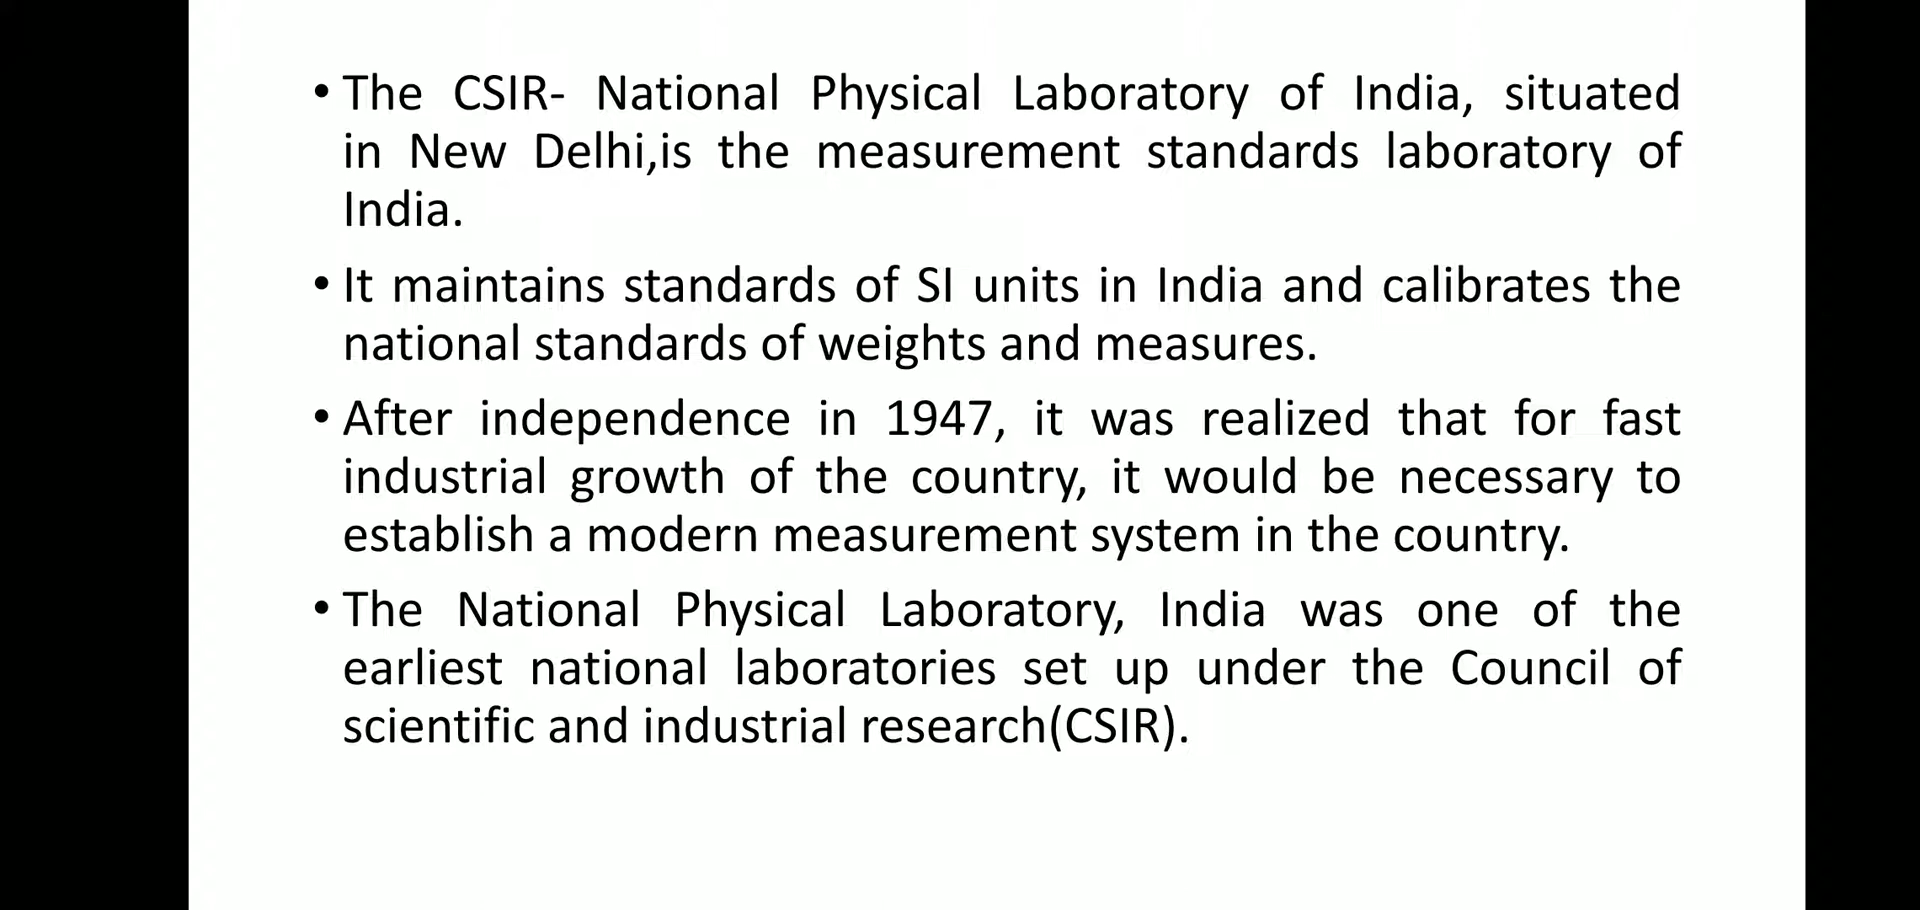 • The CSIR- National Physical Laboratory of India, situated
in New Delhi,is the measurement standards laboratory of
India.
• It maintains standards of SI units in India and calibrates the
national standards of weights and measures.
• After independence in 1947, it was realized that for fast
industrial growth of the country, it would be necessary to
establish a modern measurement system in the country.
• The National Physical Laboratory, India was one of the
earliest national laboratories set up under the Council of
scientific and industrial research(CSIR).